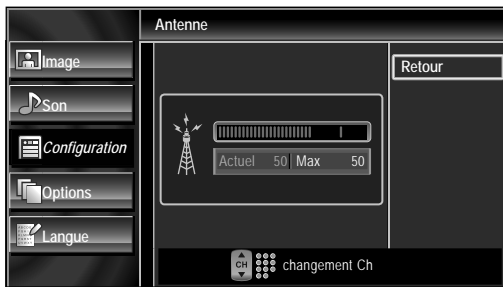 Antenne
Image
Son
Configuration
Options
Langue
Retour
Actuel 50 Max 50
CH changement Ch